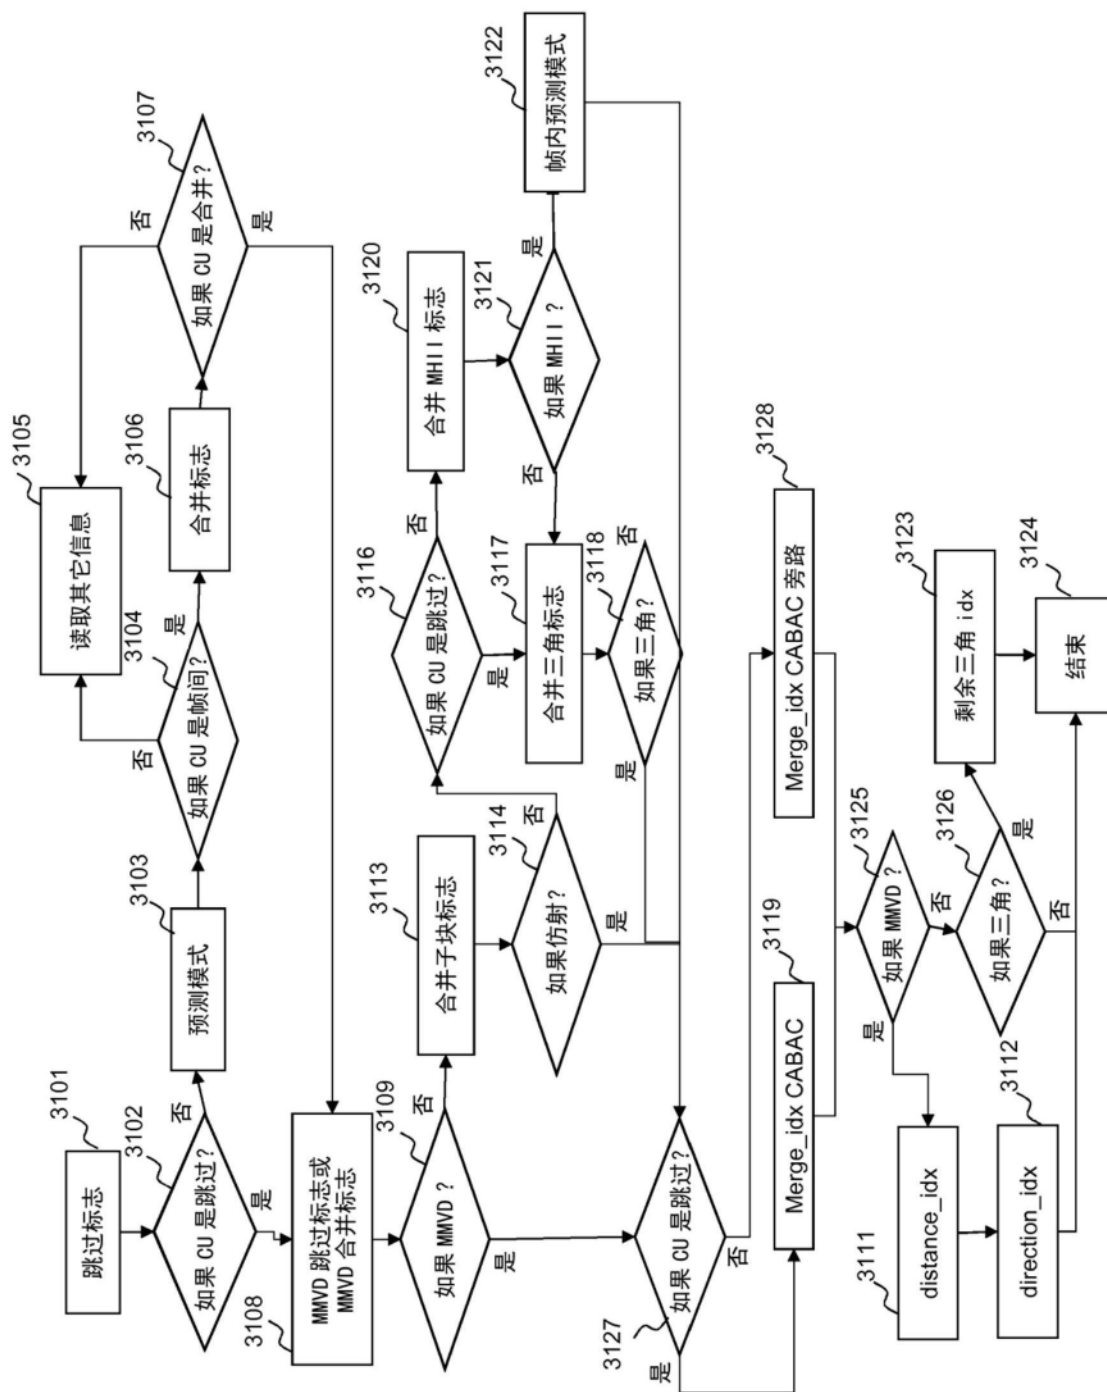 3101
跳过标志
3102
如果 CU 是跳过?
否
是
3103
预测模式
3104
如果 CU 是帧间?
否
是
3105
读取其它信息
3106
合并标志
3107
如果 CU 是合并?
否
是
3108
MMVD 跳过标志或
MMVD 合并标志
3109
如果 MMVD ?
否
是
3113
合并子块标志
3114
如果仿射?
否
是
3116
如果 CU 是跳过?
否
是
3120
合并 MHII 标志
3121
如果 MHII ?
是
否
3122
帧内预测模式
3117
合并三角标志
3118
如果三角?
否
是
3127
如果 CU 是跳过?
否
是
3119
Merge_idx CABAC
3128
Merge_idx CABAC 旁路
3125
如果 MMVD ?
是
否
3126
如果三角?
是
否
3123
剩余三角 idx
3124
结束
3111
distance_idx
3112
direction_idx